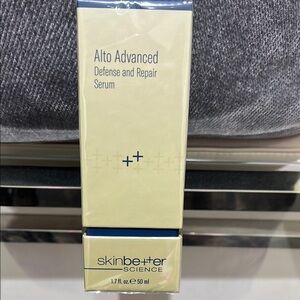 Alto Advanced
Defense and Repair
Serum
skinbetter
SCIENCE
1.7 fl. oz. ℮ 50 ml